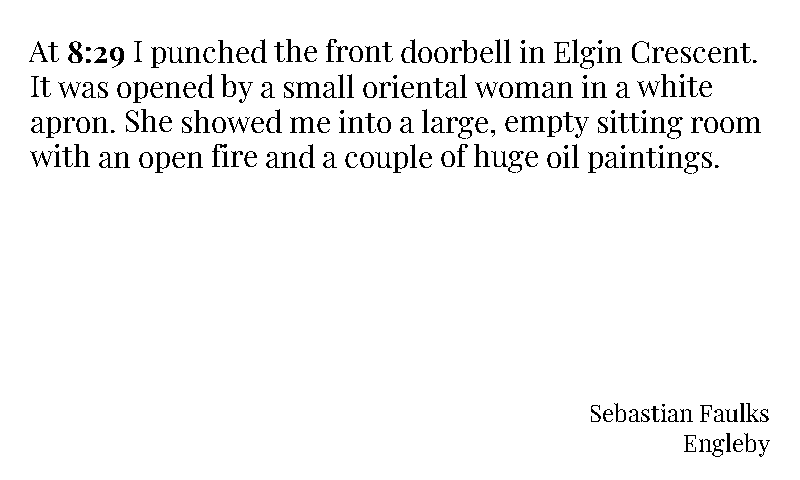 At 8:29 I punched the front doorbell in Elgin Crescent.
It was opened by a small oriental woman in a white
apron. She showed me into a large, empty sitting room
with an open fire and a couple of huge oil paintings.
Sebastian Faulks
Engleby